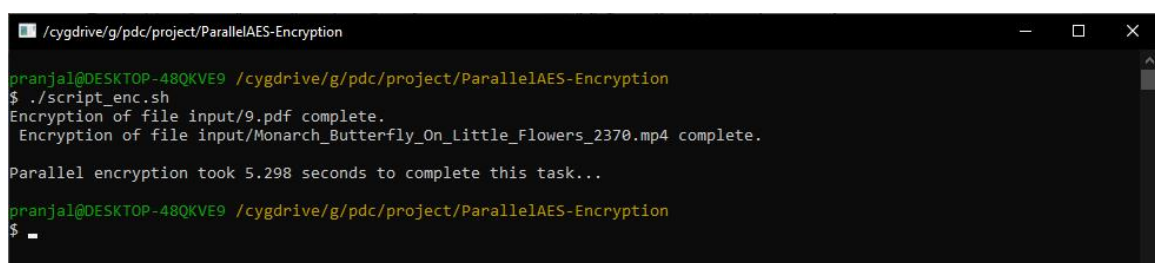 /cygdrive/g/pdc/project/ParallelAES-Encryption
pranjal@DESKTOP-48QKVE9 /cygdrive/g/pdc/project/ParallelAES-Encryption
$ ./script_enc.sh
Encryption of file input/9.pdf complete.
 Encryption of file input/Monarch_Butterfly_On_Little_Flowers_2370.mp4 complete.
Parallel encryption took 5.298 seconds to complete this task...
pranjal@DESKTOP-48QKVE9 /cygdrive/g/pdc/project/ParallelAES-Encryption
$